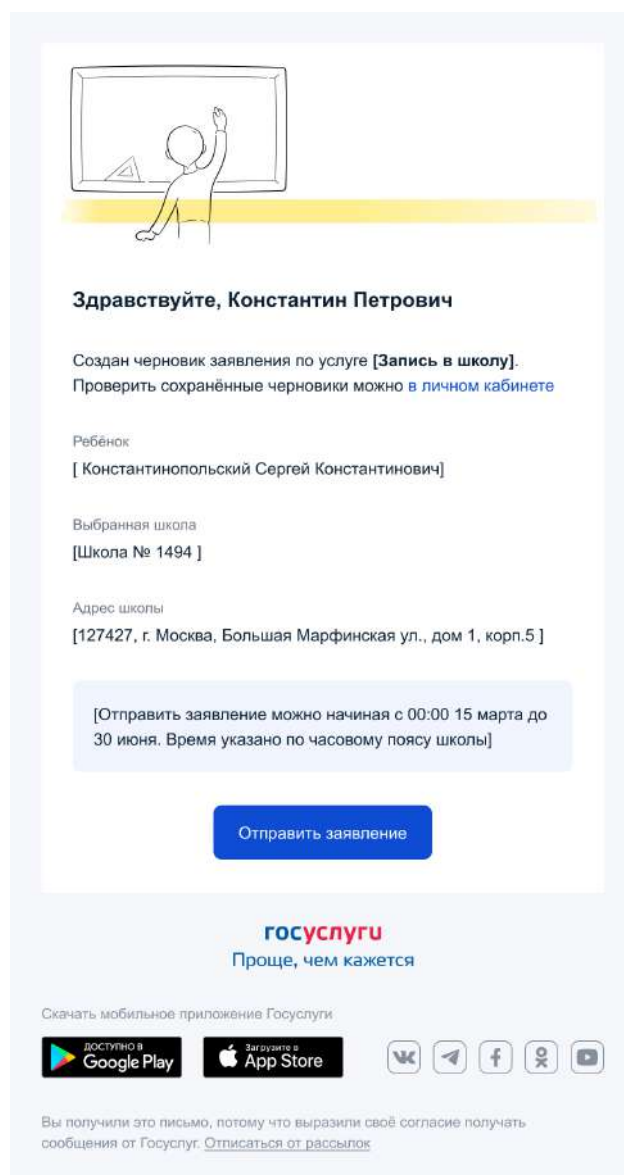 Здравствуйте, Константин Петрович
Создан черновик заявления по услуге [Запись в школу].
Проверить сохранённые черновики можно в личном кабинете
Ребёнок
[ Константинопольский Сергей Константинович]
Выбранная школа
[Школа № 1494 ]
Адрес школы
[127427, г. Москва, Большая Марфинская ул., дом 1, корп.5 ]
[Отправить заявление можно начиная с 00:00 15 марта до
30 июня. Время указано по часовому поясу школы]
Отправить заявление
госуслуги
Проще, чем кажется
Скачать мобильное приложение Госуслуги
ДОСТУПНО В
Google Play
Загрузите в
App Store
Вы получили это письмо, потому что выразили своё согласие получать
сообщения от Госуслуг. Отписаться от рассылок